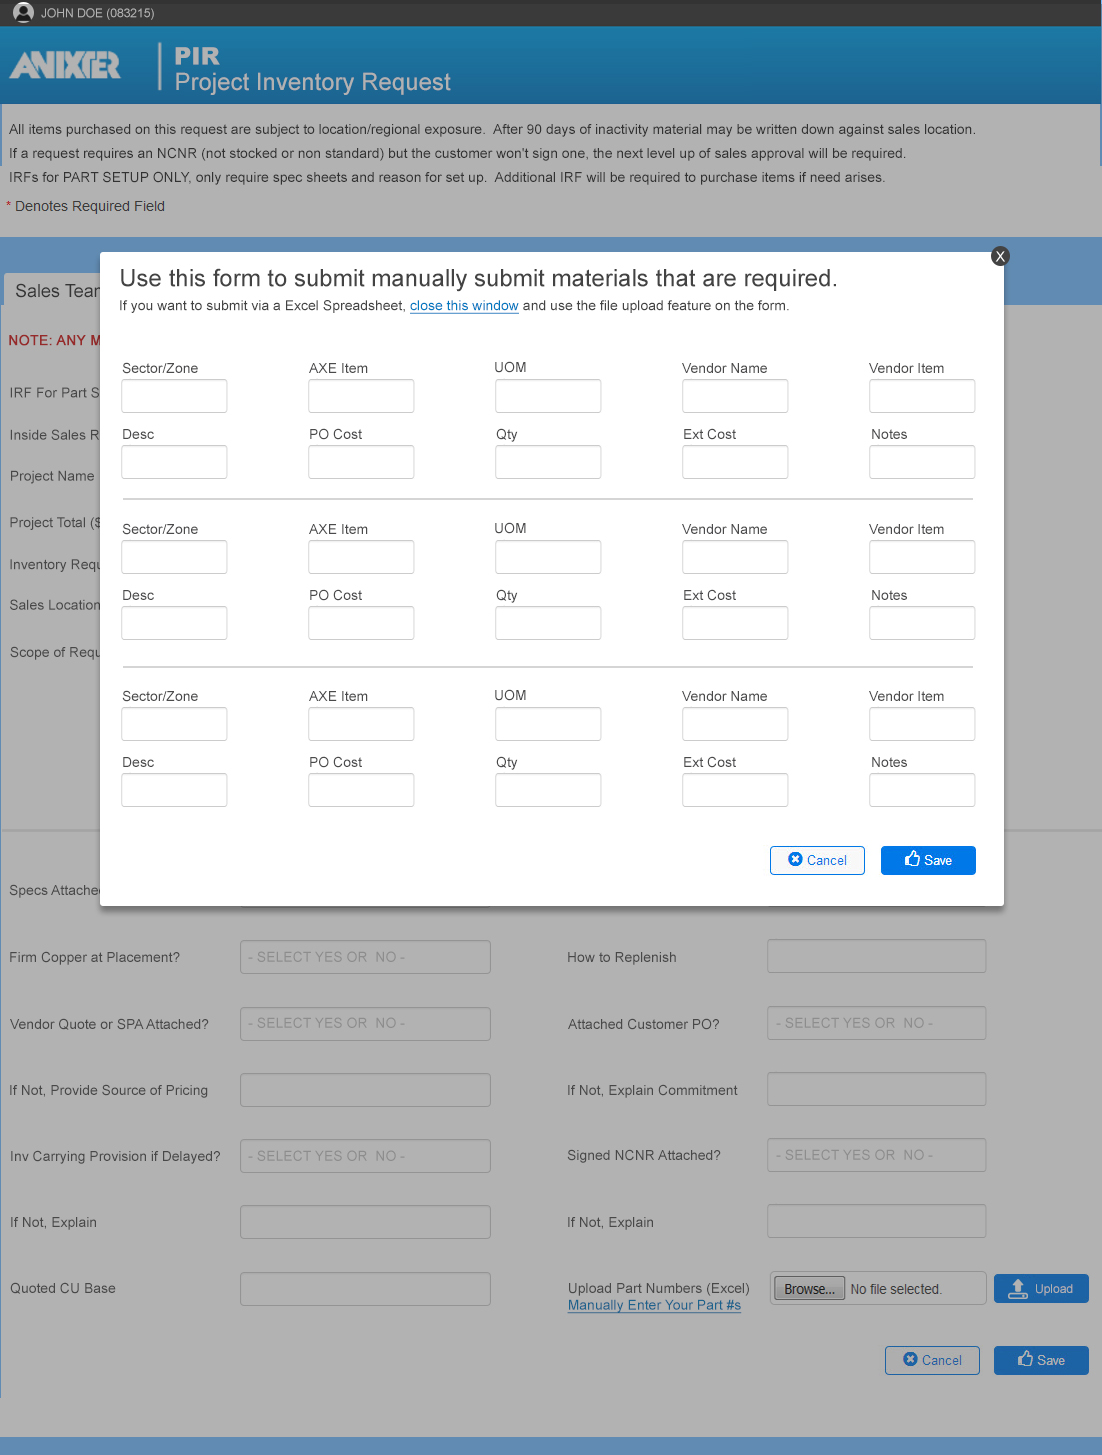 JOHN DOE (083215)
ANIXTER
PIR
Project Inventory Request
All items purchased on this request are subject to location/regional exposure.  After 90 days of inactivity material may be written down against sales location.
If a request requires an NCNR (not stocked or non standard) but the customer won't sign one, the next level up of sales approval will be required.
IRFs for PART SETUP ONLY, only require spec sheets and reason for set up.  Additional IRF will be required to purchase items if need arises.
* Denotes Required Field
X
Use this form to submit manually submit materials that are required.
If you want to submit via a Excel Spreadsheet, close this window and use the file upload feature on the form.
Sales Tear
NOTE: ANY M
IRF For Part S
Inside Sales R
Project Name
Project Total ($
Inventory Requ
Sales Location
Scope of Requ
Sector/Zone AXE Item UOM Vendor Name Vendor Item
Desc PO Cost Qty Ext Cost Notes
Sector/Zone AXE Item UOM Vendor Name Vendor Item
Desc PO Cost Qty Ext Cost Notes
Sector/Zone AXE Item UOM Vendor Name Vendor Item
Desc PO Cost Qty Ext Cost Notes
Cancel Save
Specs Attache
Firm Copper at Placement? - SELECT YES OR  NO - How to Replenish
Vendor Quote or SPA Attached? - SELECT YES OR  NO - Attached Customer PO? - SELECT YES OR  NO -
If Not, Provide Source of Pricing If Not, Explain Commitment
Inv Carrying Provision if Delayed? - SELECT YES OR  NO - Signed NCNR Attached? - SELECT YES OR  NO -
If Not, Explain If Not, Explain
Quoted CU Base Upload Part Numbers (Excel) Browse... No file selected. Upload
Manually Enter Your Part #s
Cancel Save